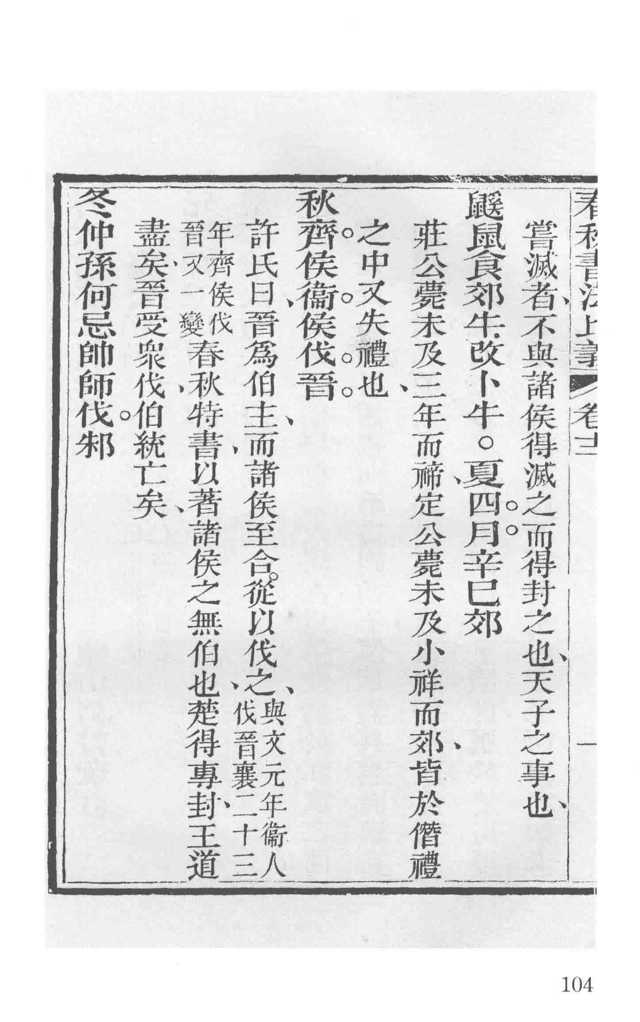 春秋書法比義 卷十二 一
嘗滅者不與諸侯得滅之而得封之也天子之事也
鼷鼠食郊牛改卜牛。夏四月辛巳郊
莊公薨未及三年而禘定公薨未及小祥而郊皆於僭禮
之中又失禮也
秋齊侯衞侯伐晉
許氏曰晉爲伯主而諸侯至合從以伐之與文元年衞人
伐晉襄二十三
年齊侯伐
晉又一變春秋特書以著諸侯之無伯也楚得專封王道
盡矣晉受衆伐伯統亡矣
冬仲孫何忌帥師伐邾
104